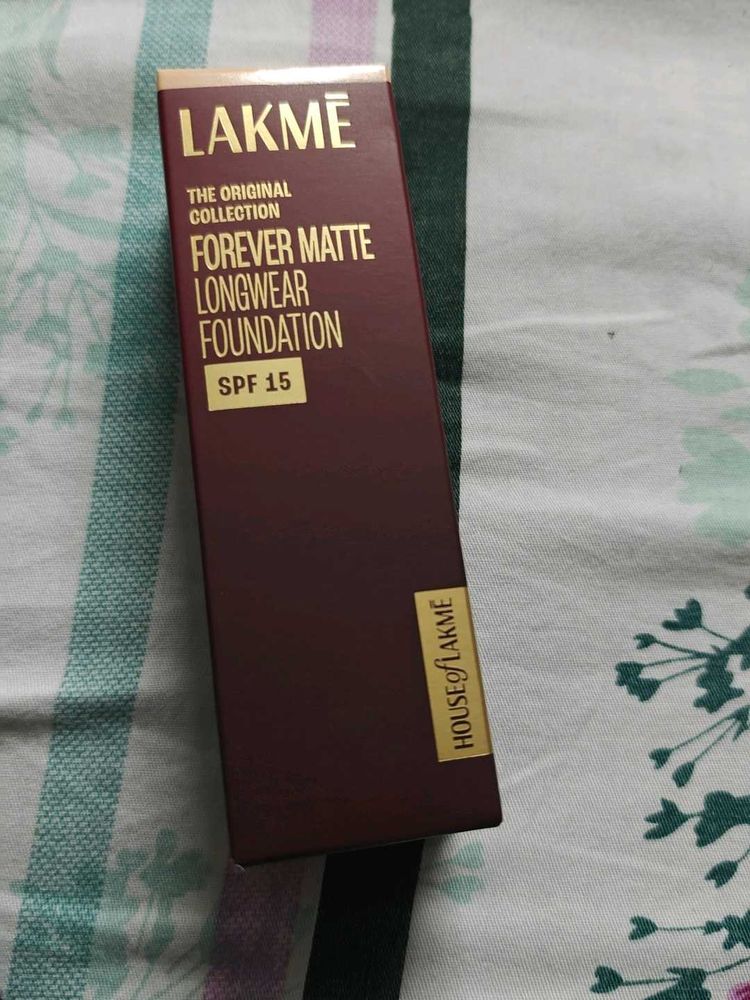 LAKMĒ
THE ORIGINAL
COLLECTION
FOREVER MATTE
LONGWEAR
FOUNDATION
SPF 15
HOUSE of LAKMĒ